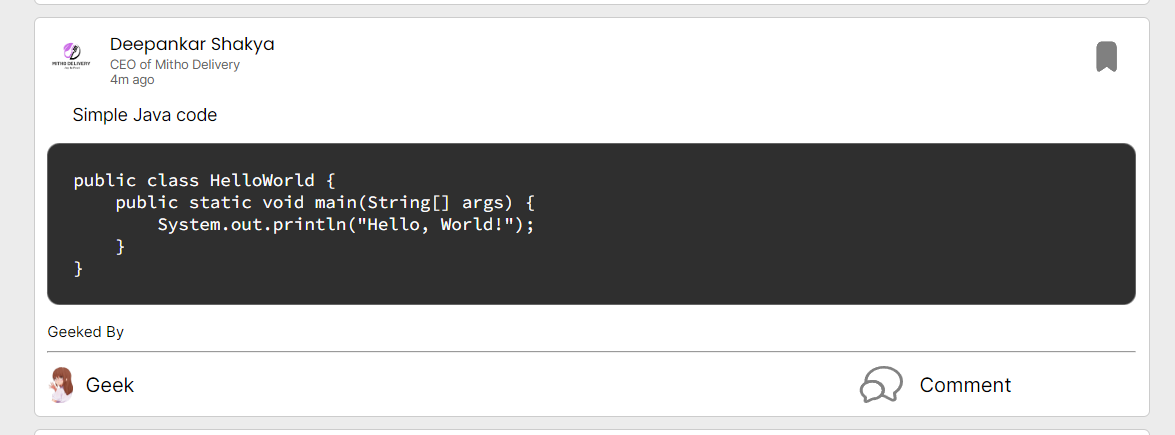 Deepankar Shakya
MITHO DELIVERY
CEO of Mitho Delivery
4m ago
Simple Java code
public class HelloWorld {
    public static void main(String[] args) {
        System.out.println("Hello, World!");
    }
}
Geeked By
Geek
Comment